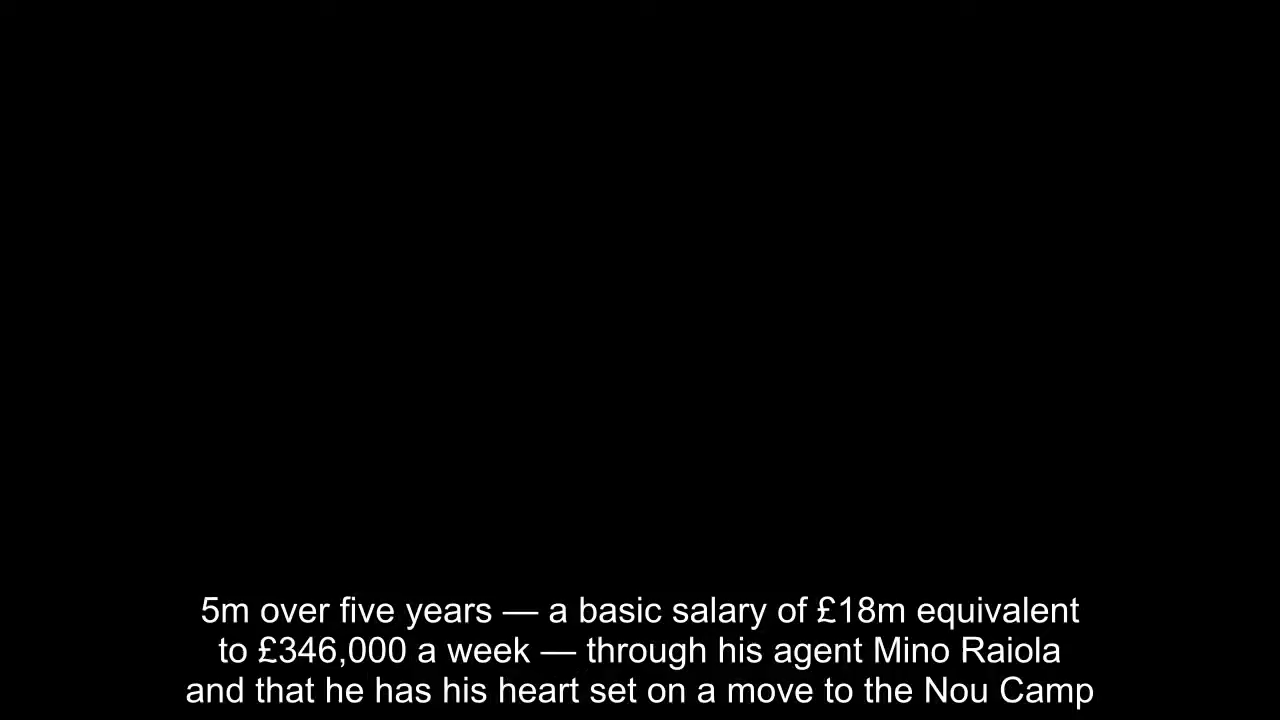 5m over five years — a basic salary of £18m equivalent
to £346,000 a week — through his agent Mino Raiola
and that he has his heart set on a move to the Nou Camp